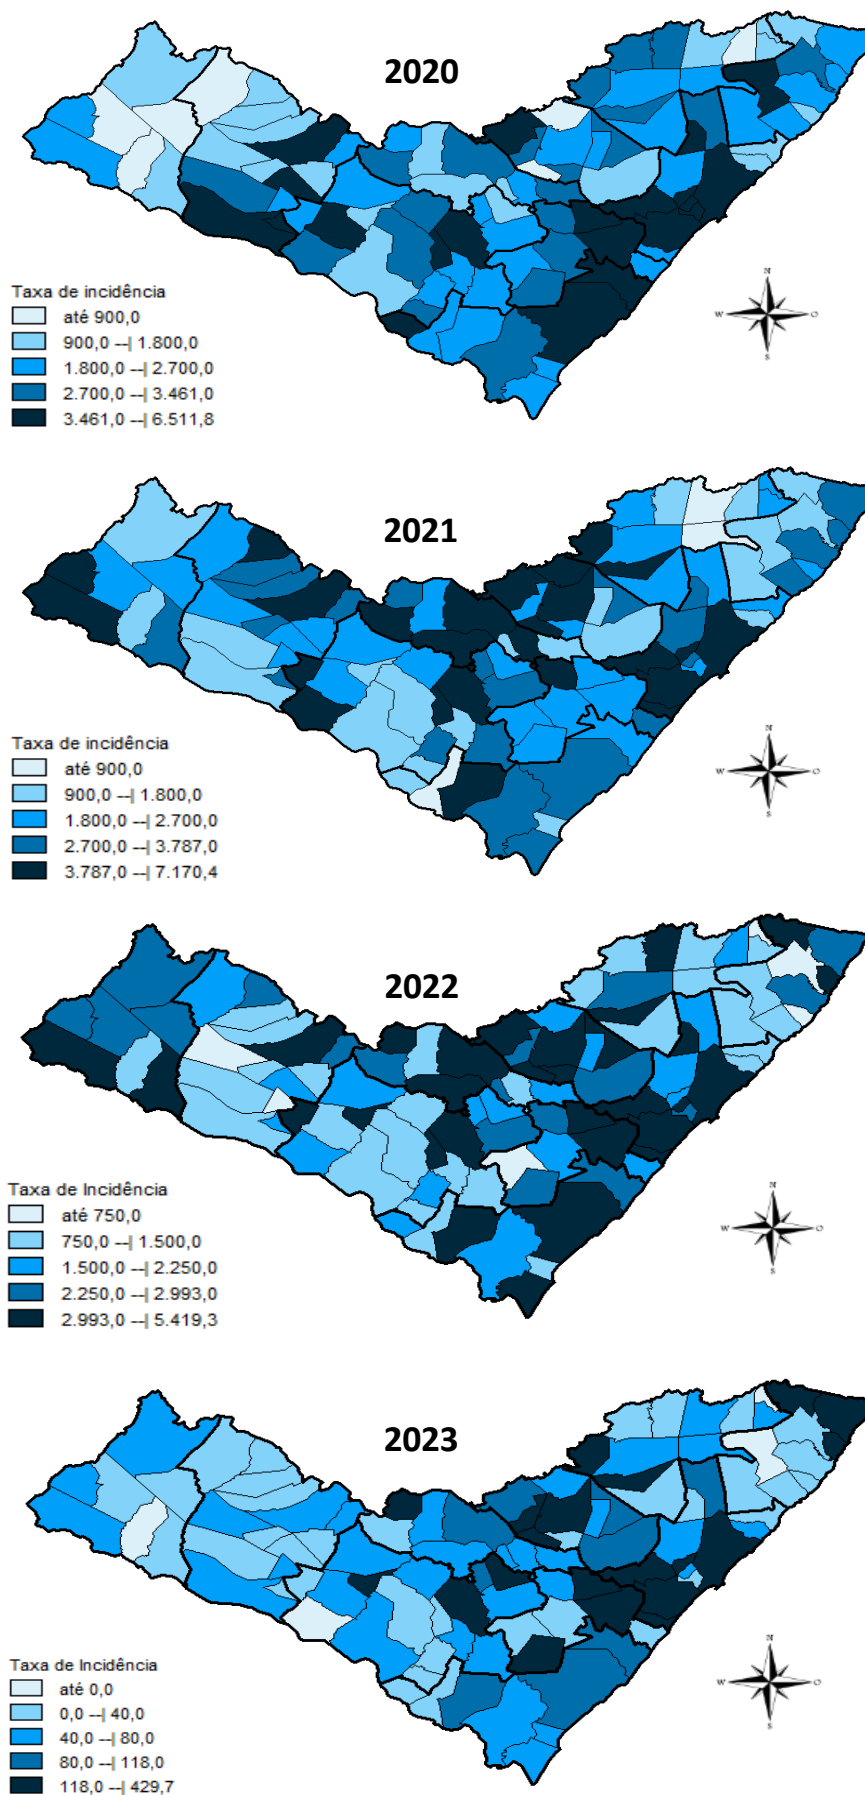 2020
Taxa de incidência
até 900,0
900,0 --| 1.800,0
1.800,0 --| 2.700,0
2.700,0 --| 3.461,0
3.461,0 --| 6.511,8
N
W
O
S
2021
Taxa de incidência
até 900,0
900,0 --| 1.800,0
1.800,0 --| 2.700,0
2.700,0 --| 3.787,0
3.787,0 --| 7.170,4
N
W
O
S
2022
Taxa de Incidência
até 750,0
750,0 --| 1.500,0
1.500,0 --| 2.250,0
2.250,0 --| 2.993,0
2.993,0 --| 5.419,3
N
W
O
S
2023
Taxa de Incidência
até 0,0
0,0 --| 40,0
40,0 --| 80,0
80,0 --| 118,0
118,0 --| 429,7
N
W
O
S